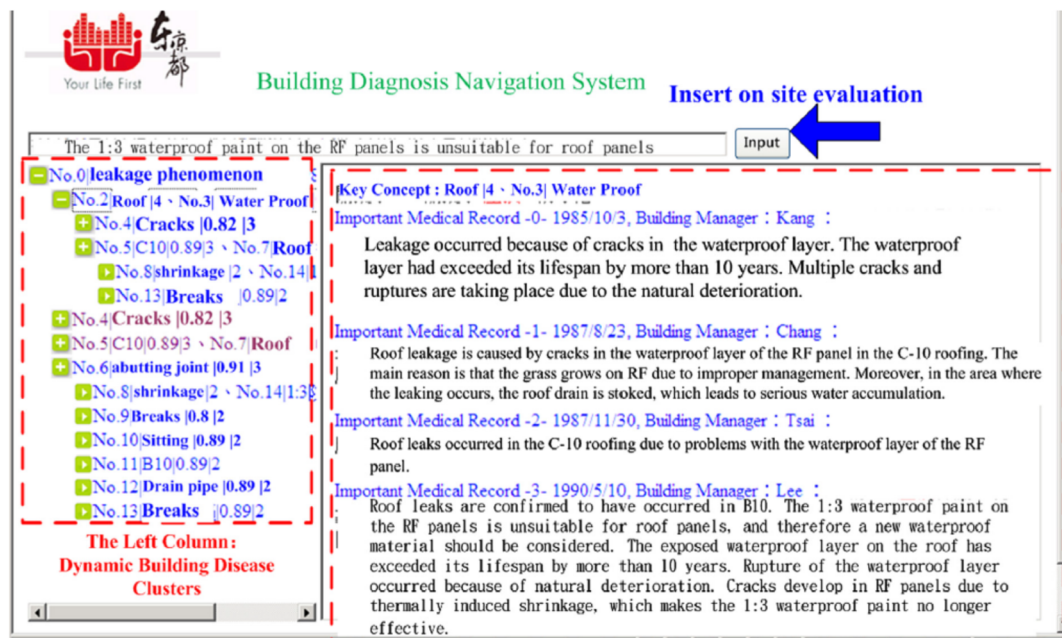 东京都
Your Life First
Building Diagnosis Navigation System
Insert on site evaluation
The 1:3 waterproof paint on the RF panels is unsuitable for roof panels
Input
No.0|leakage phenomenon
No.2|Roof |4、No.3| Water Proof
No.4|Cracks |0.82 |3
No.5|C10|0.89|3、No.7|Roof
No.8|shrinkage |2、No.14|1
No.13|Breaks |0.89|2
No.4|Cracks |0.82 |3
No.5|C10|0.89|3、No.7|Roof
No.6|abutting joint |0.91 |3
No.8|shrinkage|2、No.14|1:3
No.9|Breaks |0.8 |2
No.10|Sitting |0.89 |2
No.11|B10|0.89|2
No.12|Drain pipe |0.89 |2
No.13|Breaks |0.89|2
The Left Column:
Dynamic Building Disease
Clusters
Key Concept : Roof |4、No.3| Water Proof
Important Medical Record -0- 1985/10/3, Building Manager：Kang：
Leakage occurred because of cracks in the waterproof layer. The waterproof
layer had exceeded its lifespan by more than 10 years. Multiple cracks and
ruptures are taking place due to the natural deterioration.
Important Medical Record -1- 1987/8/23, Building Manager：Chang：
Roof leakage is caused by cracks in the waterproof layer of the RF panel in the C-10 roofing. The
main reason is that the grass grows on RF due to improper management. Moreover, in the area where
the leaking occurs, the roof drain is stoked, which leads to serious water accumulation.
Important Medical Record -2- 1987/11/30, Building Manager：Tsai：
Roof leaks occurred in the C-10 roofing due to problems with the waterproof layer of the RF
panel.
Important Medical Record -3- 1990/5/10, Building Manager：Lee：
Roof leaks are confirmed to have occurred in B10. The 1:3 waterproof paint on
the RF panels is unsuitable for roof panels, and therefore a new waterproof
material should be considered. The exposed waterproof layer on the roof has
exceeded its lifespan by more than 10 years. Rupture of the waterproof layer
occurred because of natural deterioration. Cracks develop in RF panels due to
thermally induced shrinkage, which makes the 1:3 waterproof paint no longer
effective.